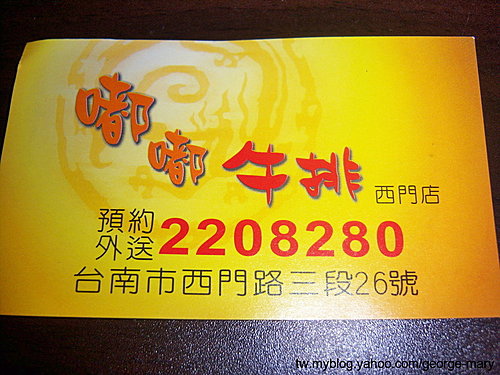 嘟嘟牛排 西門店
預約
外送 2208280
台南市西門路三段26號
tw.myblog.yahoo.com/george-mary